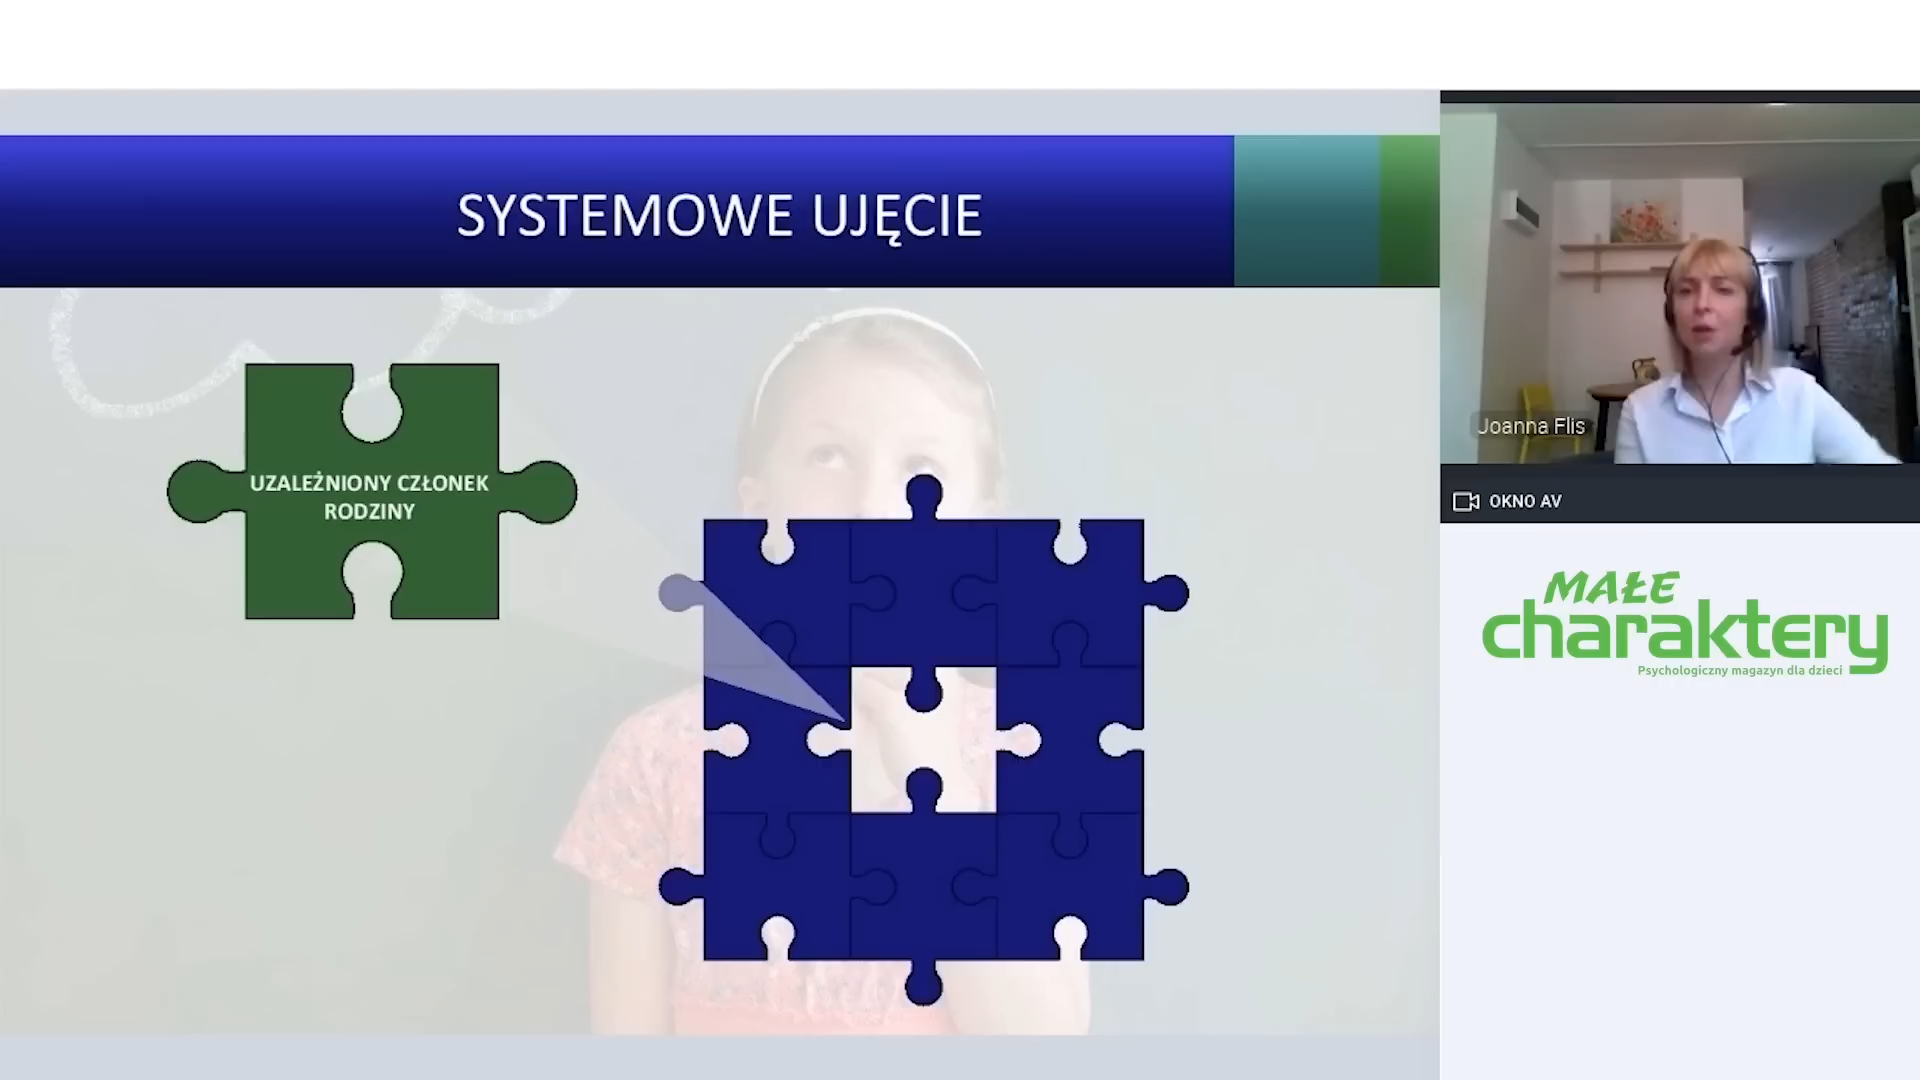 SYSTEMOWE UJĘCIE
UZALEŻNIONY CZŁONEK
RODZINY
Joanna Flis
OKNO AV
MAŁE
charaktery
Psychologiczny magazyn dla dzieci